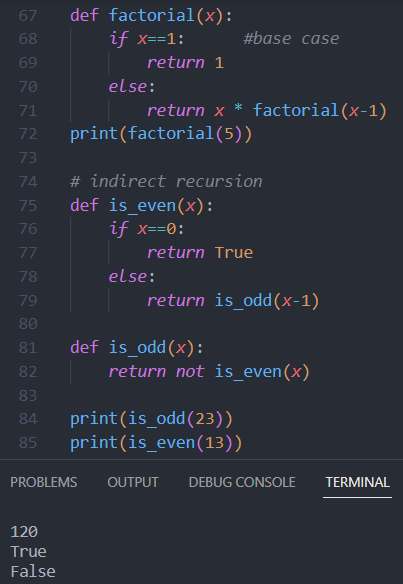 67 def factorial(x):
68     if x==1:      #base case
69         return 1
70     else:
71         return x * factorial(x-1)
72 print(factorial(5))
73
74 # indirect recursion
75 def is_even(x):
76     if x==0:
77         return True
78     else:
79         return is_odd(x-1)
80
81 def is_odd(x):
82     return not is_even(x)
83
84 print(is_odd(23))
85 print(is_even(13))
PROBLEMS OUTPUT DEBUG CONSOLE TERMINAL
120
True
False